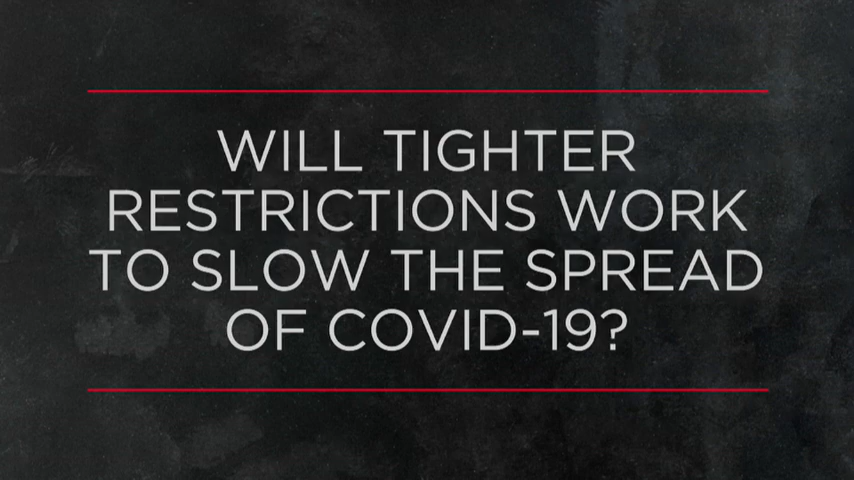 WILL TIGHTER
RESTRICTIONS WORK
TO SLOW THE SPREAD
OF COVID-19?